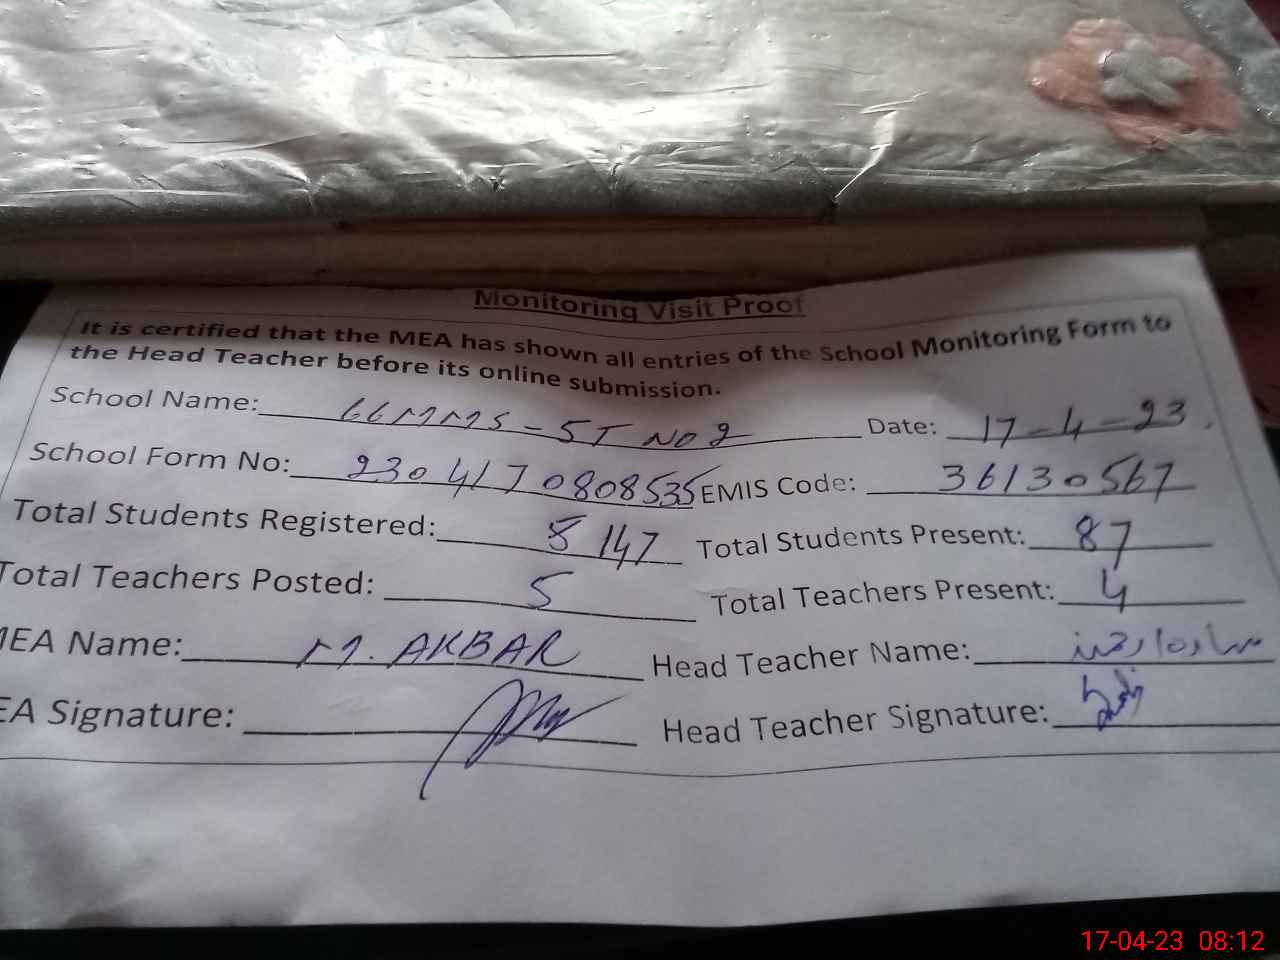 Monitoring Visit Proof
It is certified that the MEA has shown all entries of the School Monitoring Form to
the Head Teacher before its online submission.
School Name: GGMMS - ST NO 2 Date: 17-4-23.
School Form No: 230417 0808535 EMIS Code: 36130567
Total Students Registered: 147 Total Students Present: 87
Total Teachers Posted: 5 Total Teachers Present: 4
MEA Name: M. AKBAR Head Teacher Name:
EA Signature: Head Teacher Signature:
17-04-23 08:12